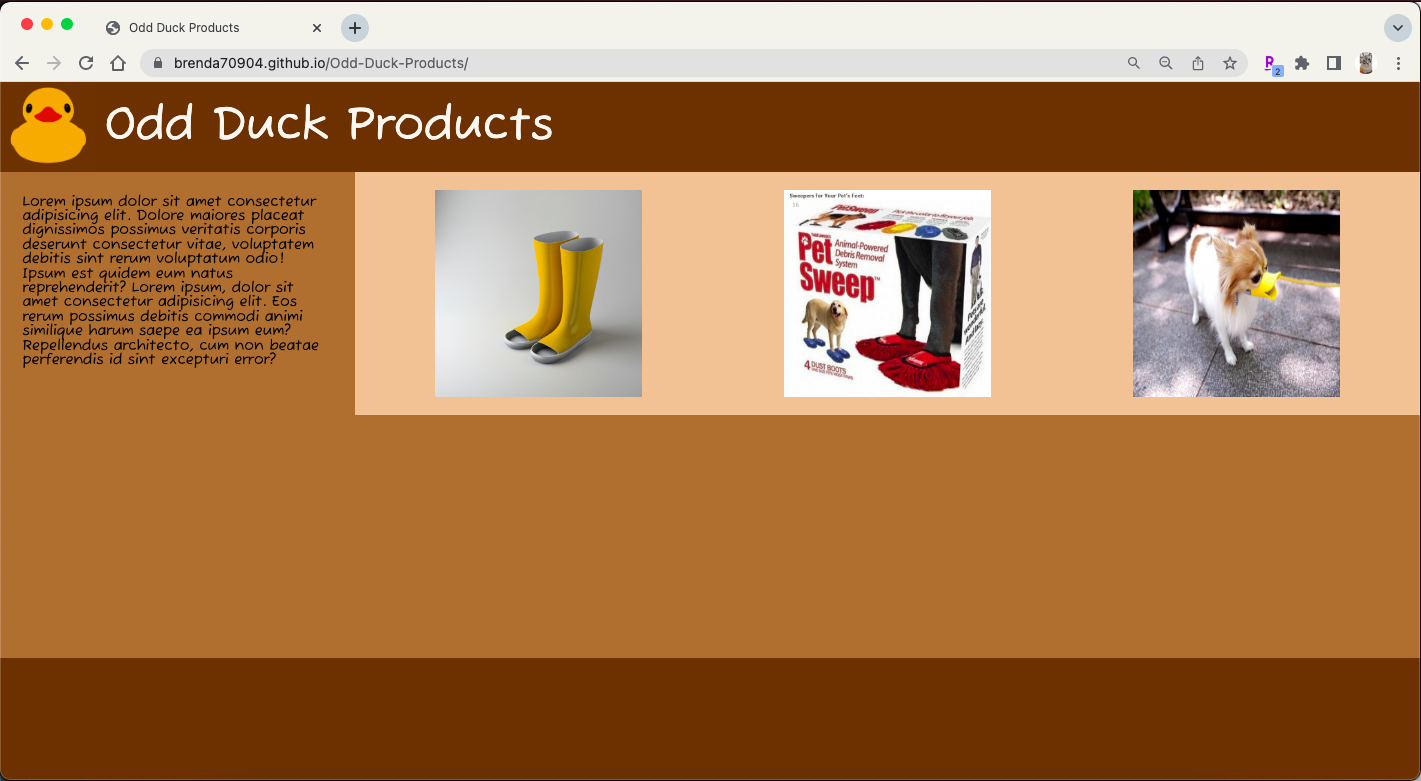 Odd Duck Products
brenda70904.github.io/Odd-Duck-Products/
2
Odd Duck Products
Lorem ipsum dolor sit amet consectetur
adipisicing elit. Dolore maiores placeat
dignissimos possimus veritatis corporis
deserunt consectetur vitae, voluptatem
debitis sint rerum voluptatum odio!
Ipsum est quidem eum natus
reprehenderit? Lorem ipsum, dolor sit
amet consectetur adipisicing elit. Eos
rerum possimus debitis commodi animi
similique harum saepe ea ipsum eum?
Repellendus architecto, cum non beatae
perferendis id sint excepturi error?
Sweepers for Your Pet's Feet:
16
PetSweep
Pet Sweep™
Animal-Powered
Debris Removal
System
4 DUST BOOTS